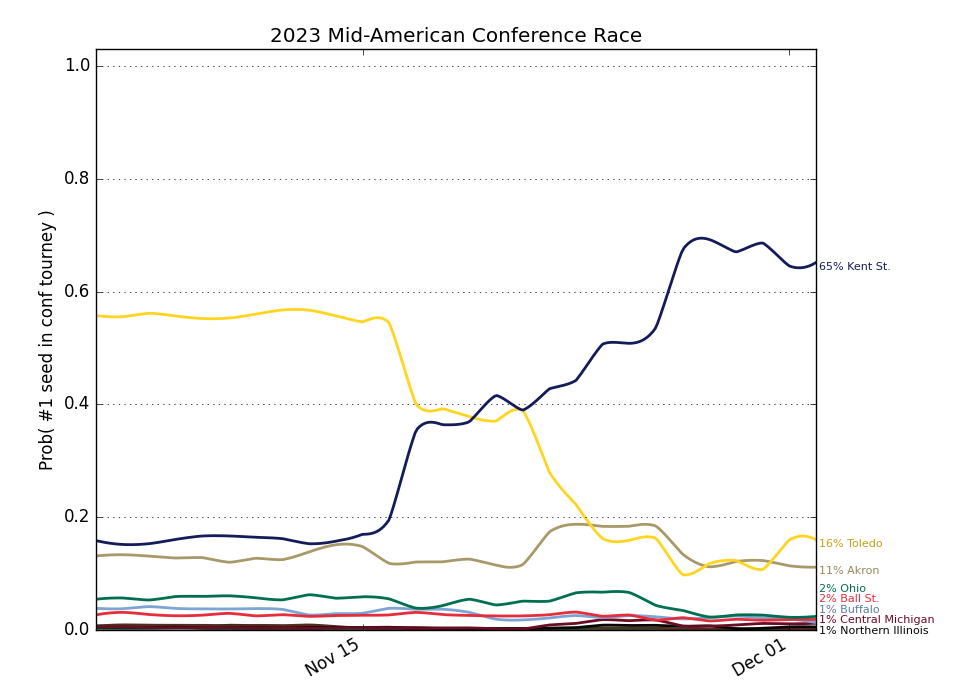 2023 Mid-American Conference Race
Prob( #1 seed in conf tourney )
1.0
0.8
0.6
0.4
0.2
0.0
Nov 15
Dec 01
65% Kent St.
16% Toledo
11% Akron
2% Ohio
2% Ball St.
1% Buffalo
1% Central Michigan
1% Northern Illinois